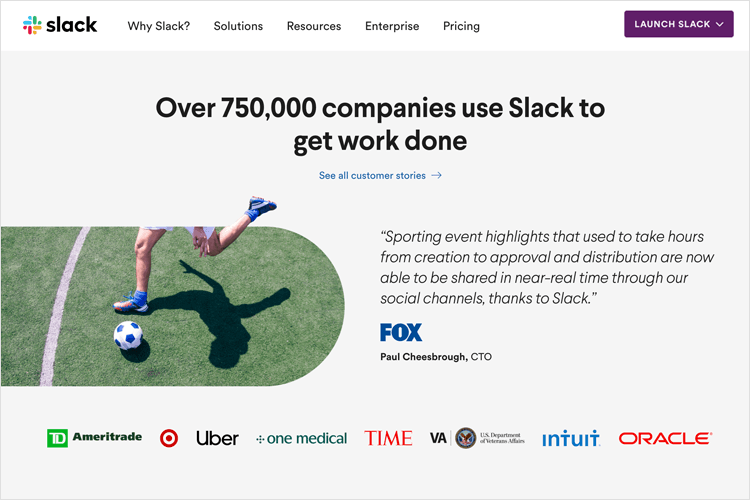 slack
Why Slack?
Solutions
Resources
Enterprise
Pricing
LAUNCH SLACK
Over 750,000 companies use Slack to
get work done
See all customer stories →
“Sporting event highlights that used to take hours
from creation to approval and distribution are now
able to be shared in near-real time through our
social channels, thanks to Slack.”
FOX
Paul Cheesbrough, CTO
TD Ameritrade
Uber
one medical
TIME
VA
U.S. Department
of Veterans Affairs
intuit
ORACLE